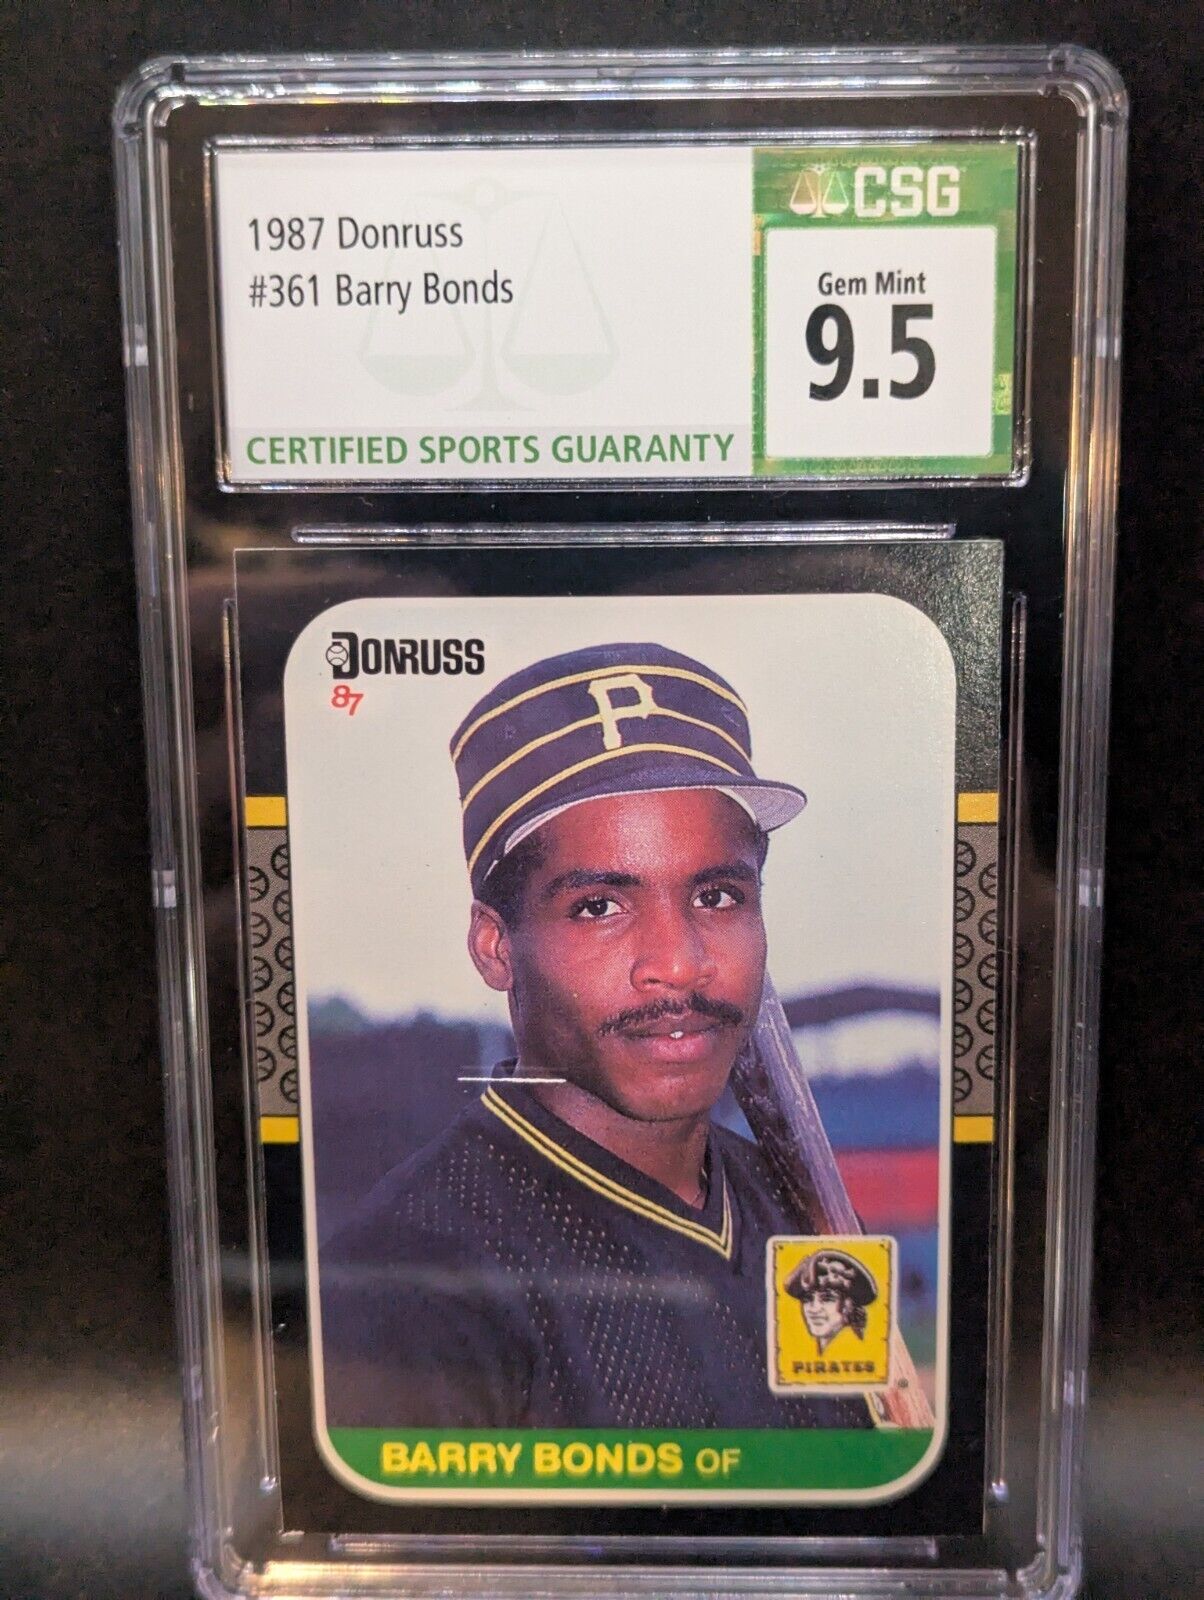 1987 Donruss
#361 Barry Bonds
CERTIFIED SPORTS GUARANTY
CSG
Gem Mint
9.5
DONRUSS
87
P
PIRATES
BARRY BONDS OF